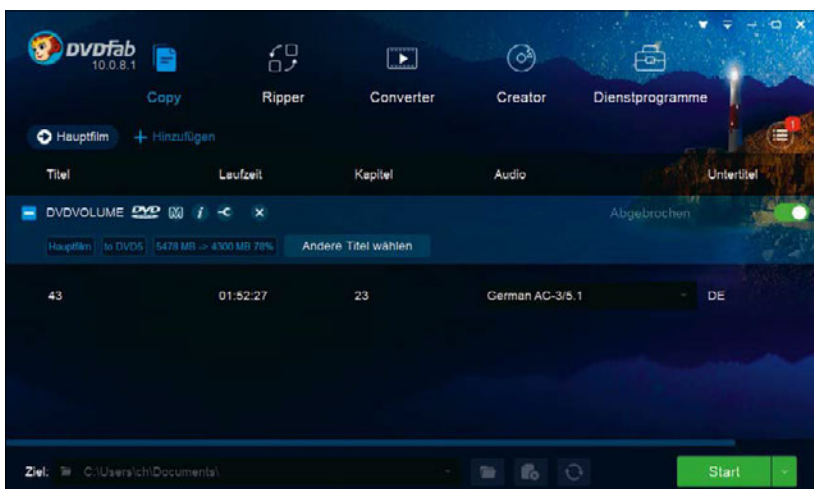 DVDFab
10.0.8.1
Copy
Ripper
Converter
Creator
Dienstprogramme
Hauptfilm
Hinzufügen
1
Titel
Laufzeit
Kapitel
Audio
Untertitel
DVDVOLUME DVD
Abgebrochen
Hauptfilm
to DVD5
5478 MB -> 4300 MB 78%
Andere Titel wählen
43
01:52:27
23
German AC-3/5.1
DE
Ziel:
C:\Users\ch\Documents\
Start